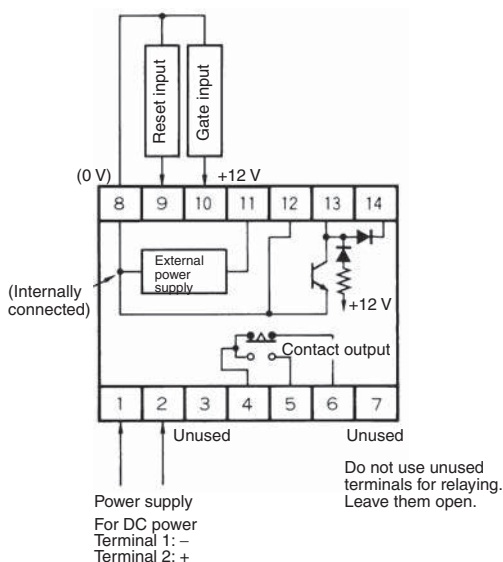 Reset input
Gate input
(0 V)
+12 V
8 9 10 11 12 13 14
External
power
supply
(Internally
connected)
+12 V
Contact output
1 2 3 4 5 6 7
Unused
Unused
Power supply
For DC power
Terminal 1: −
Terminal 2: +
Do not use unused
terminals for relaying.
Leave them open.